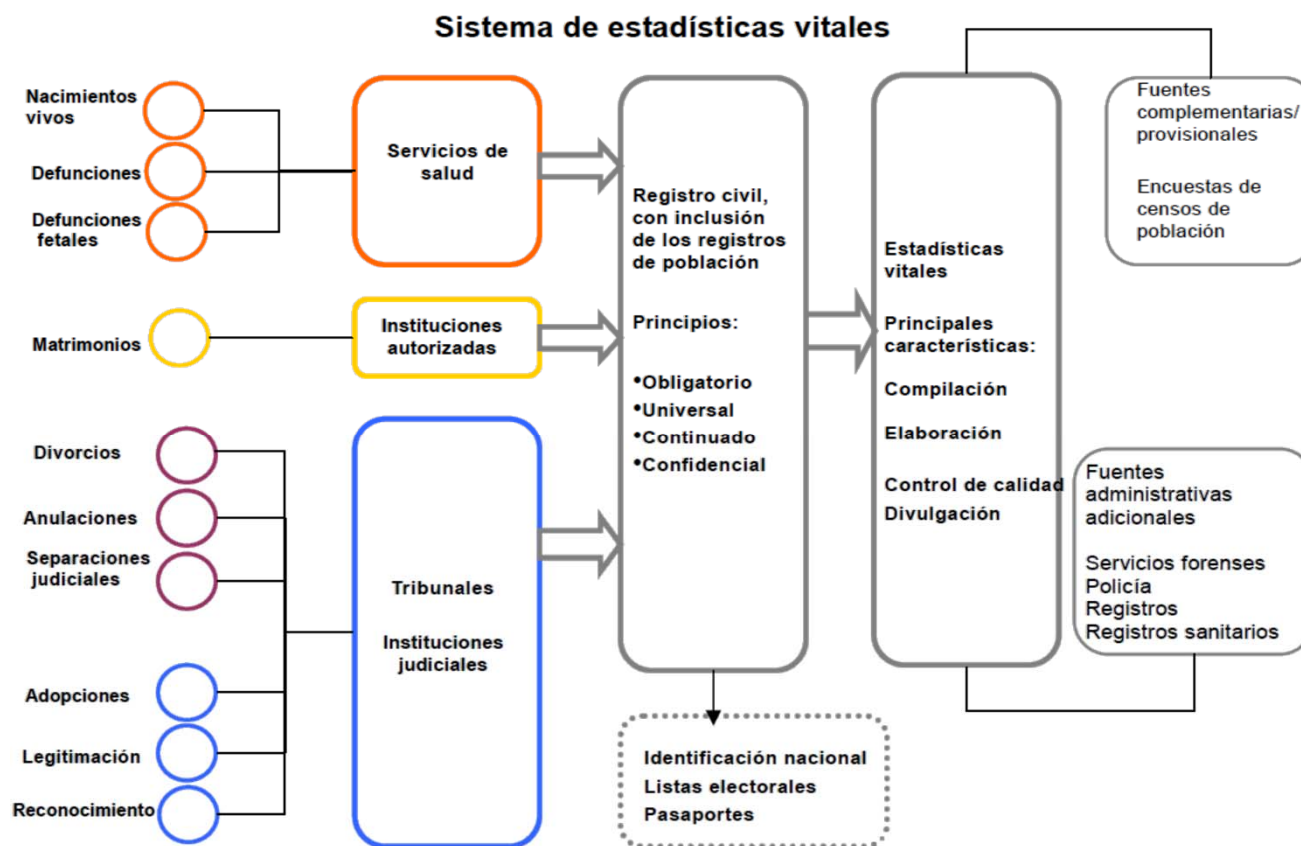 Sistema de estadísticas vitales
Nacimientos
vivos
Defunciones
Defunciones
fetales
Matrimonios
Divorcios
Anulaciones
Separaciones
judiciales
Adopciones
Legitimación
Reconocimiento
Servicios de
salud
Instituciones
autorizadas
Tribunales
Instituciones
judiciales
Registro civil,
con inclusión
de los registros
de población
Principios:
•Obligatorio
•Universal
•Continuado
•Confidencial
Identificación nacional
Listas electorales
Pasaportes
Estadísticas
vitales
Principales
características:
Compilación
Elaboración
Control de calidad
Divulgación
Fuentes
complementarias/
provisionales
Encuestas de
censos de
población
Fuentes
administrativas
adicionales
Servicios forenses
Policía
Registros
Registros sanitarios